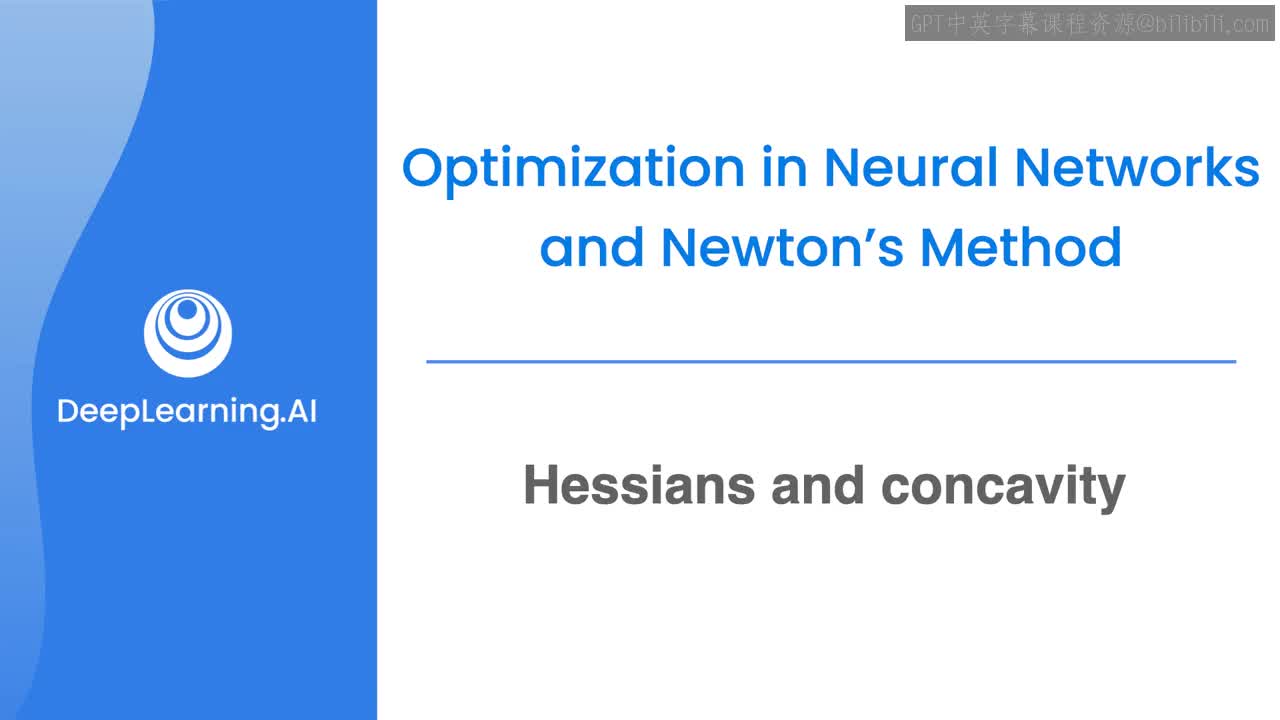 GPT中英字幕课程资源@bilibili.com
Optimization in Neural Networks
and Newton’s Method
DeepLearning.AI
Hessians and concavity